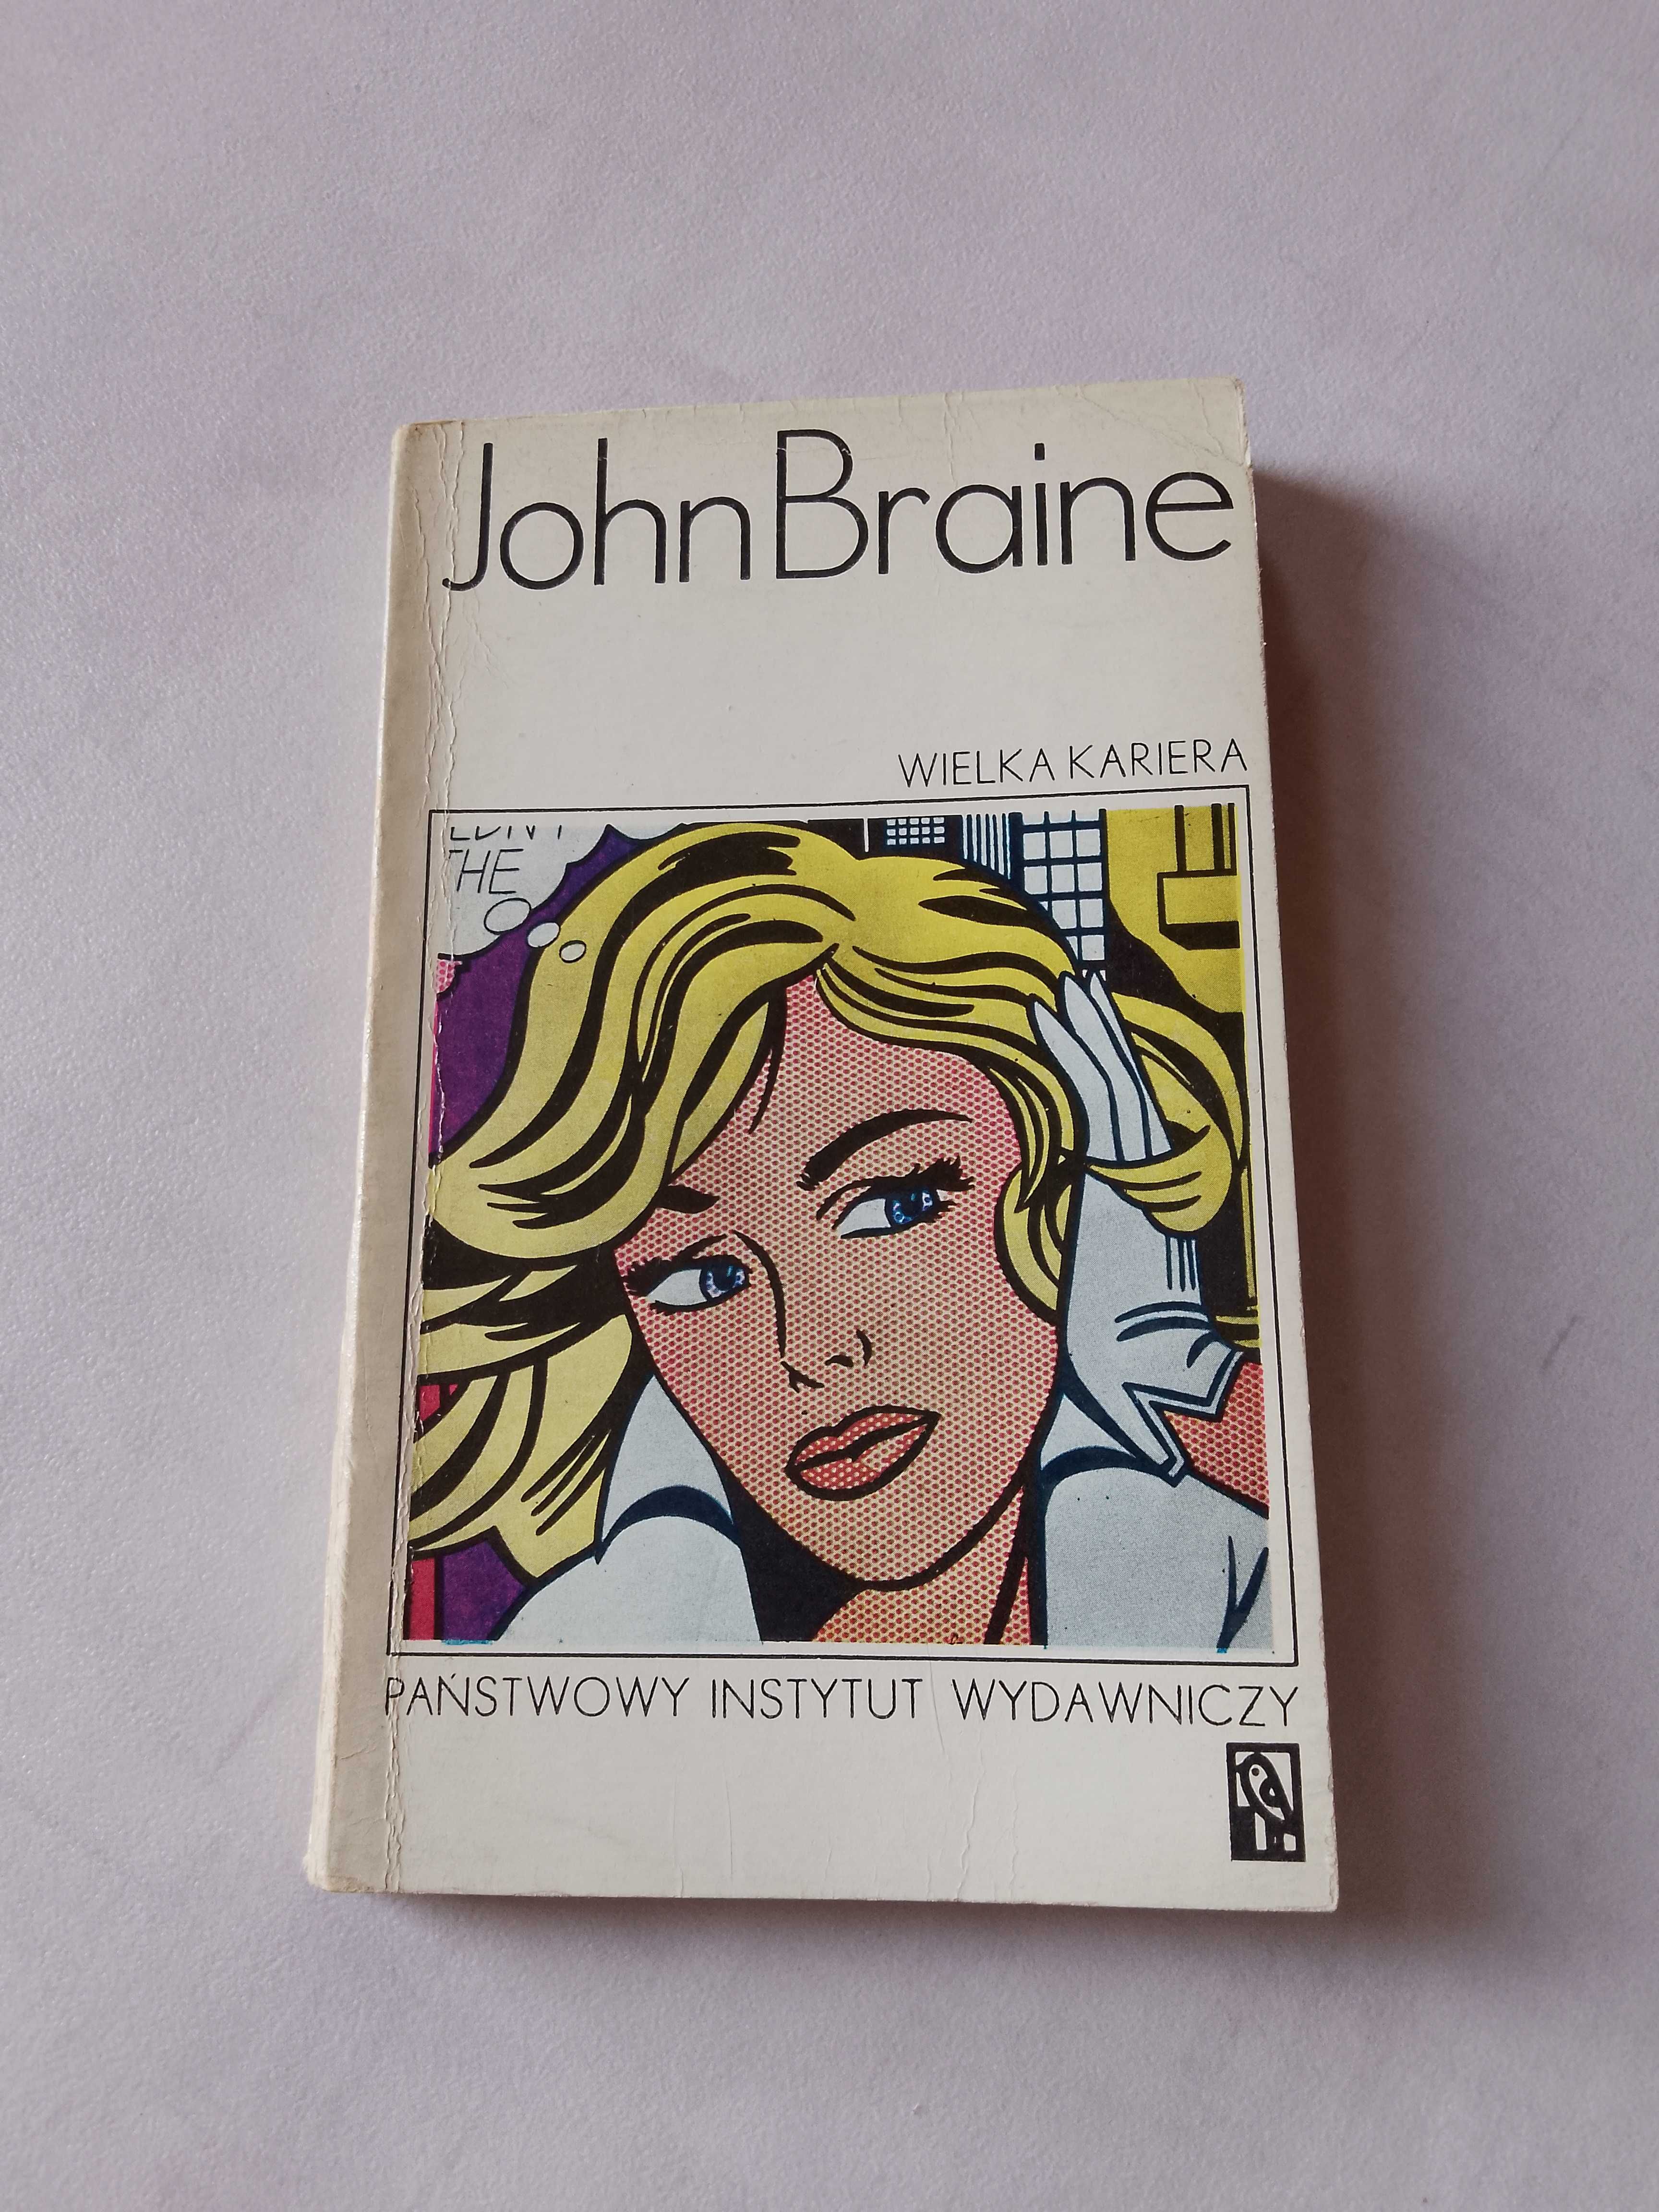 John Braine
WIELKA KARIERA
THE
PAŃSTWOWY INSTYTUT WYDAWNICZY